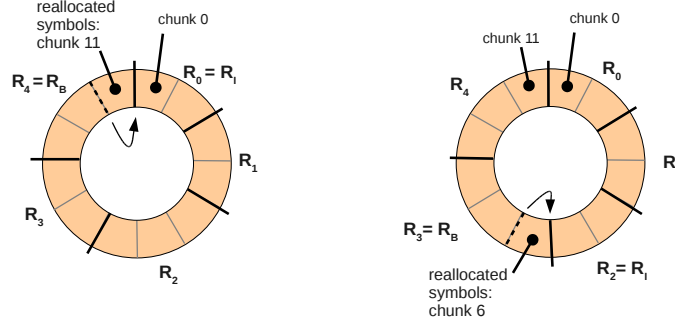 reallocated
symbols:
chunk 11
chunk 0
R4 = RB
R0 = RI
R1
R3
R2
chunk 11
chunk 0
R4
R0
R
R3= RB
R2= RI
reallocated
symbols:
chunk 6